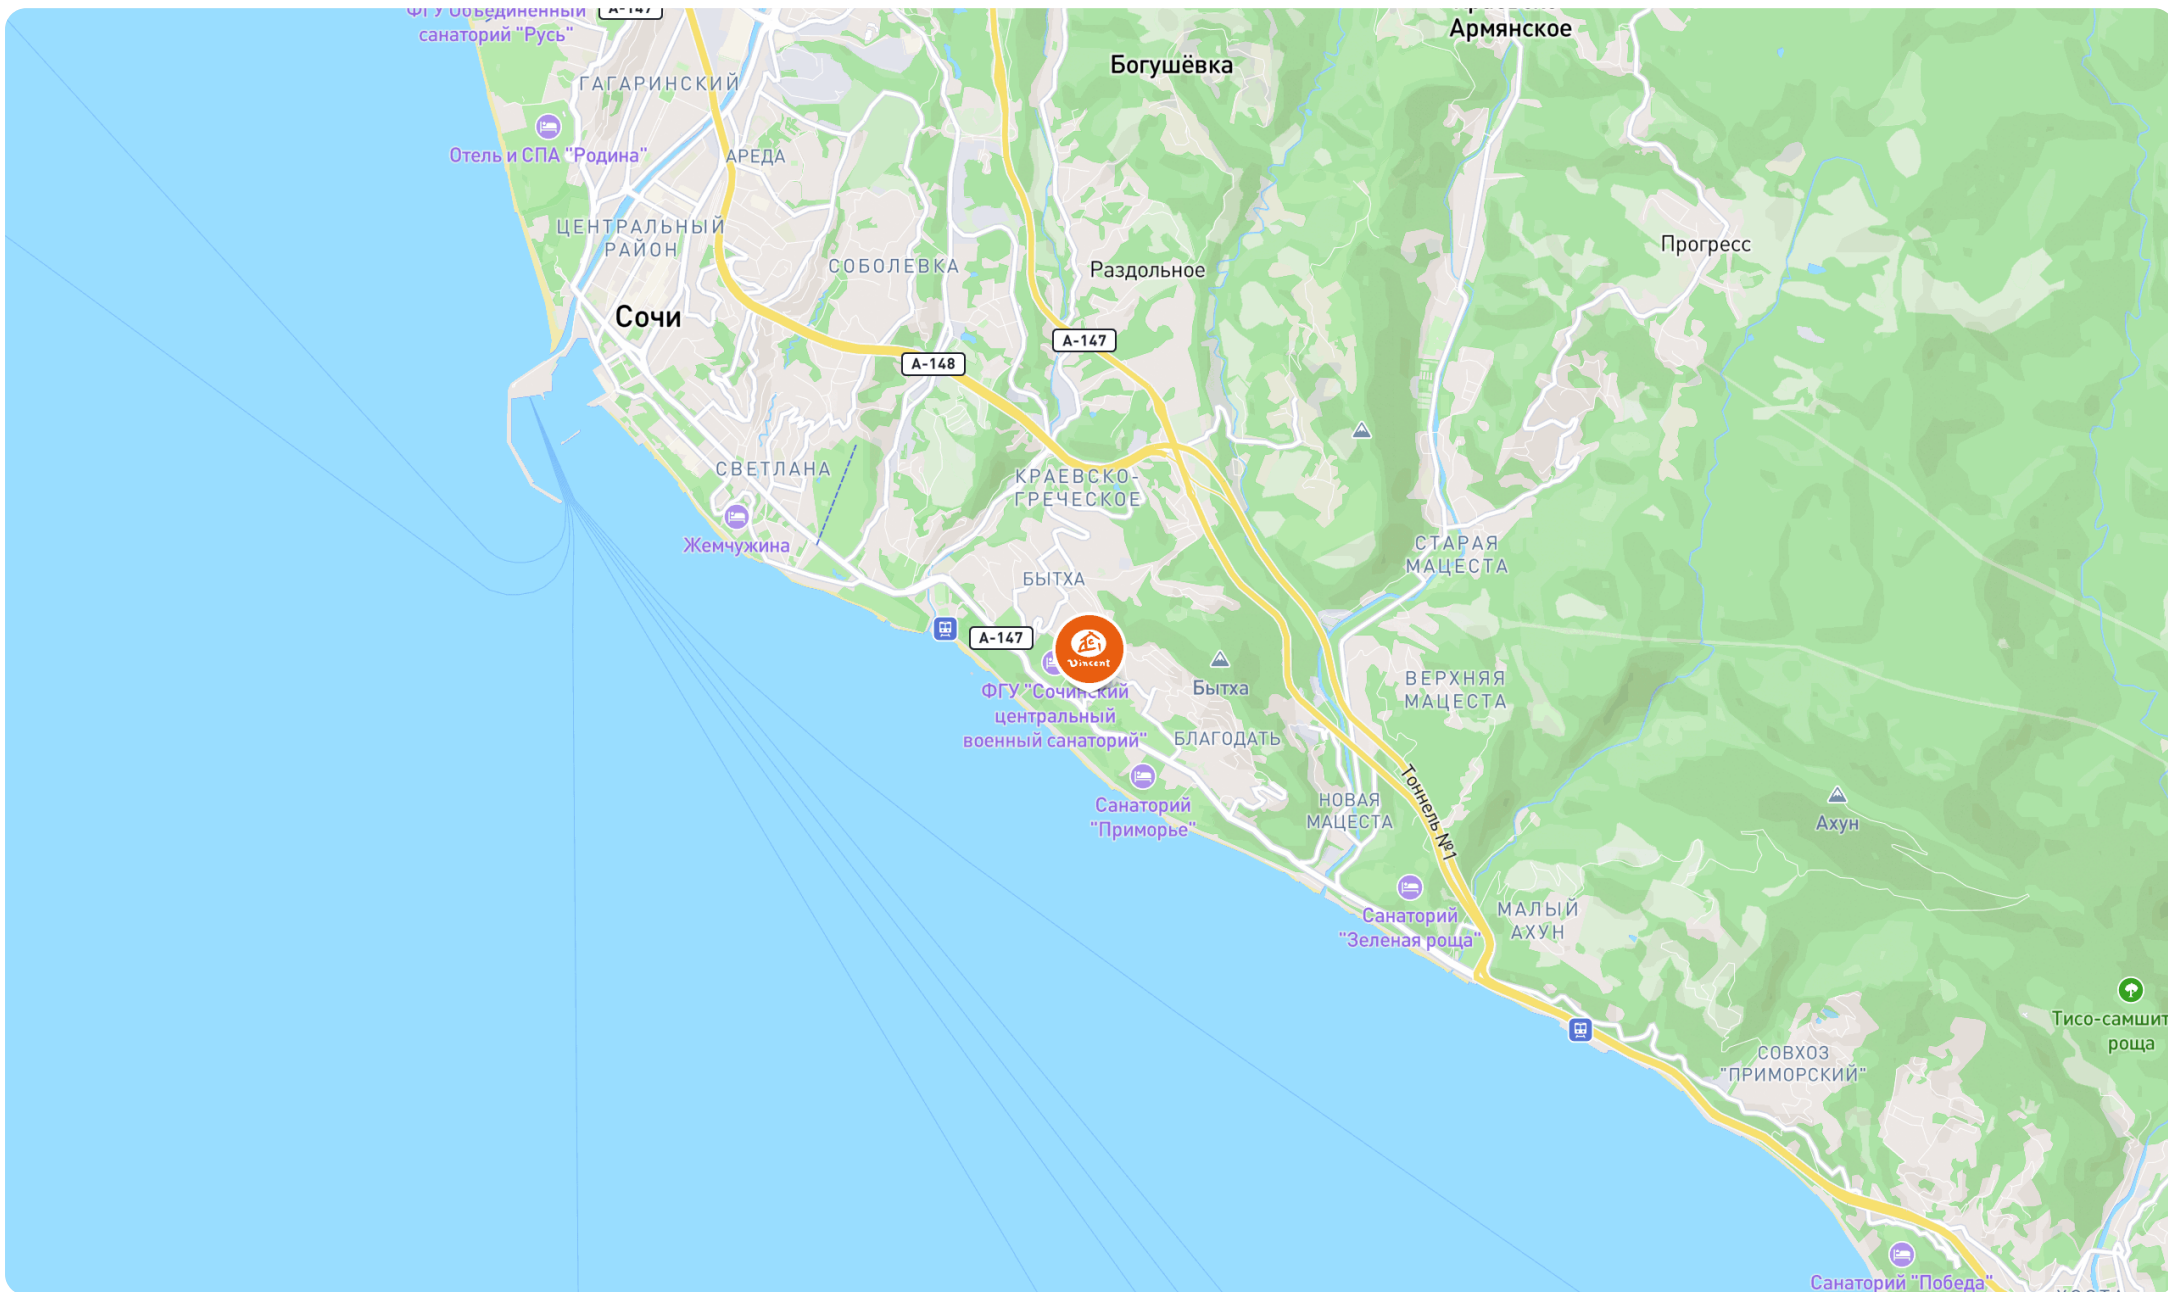 ФГУ Объединенный
санаторий "Русь"
А-147
Армянское
Богушёвка
ГАГАРИНСКИЙ
Отель и СПА "Родина"
АРЕДА
ЦЕНТРАЛЬНЫЙ
РАЙОН
СОБОЛЕВКА
Раздольное
Прогресс
Сочи
А-147
А-148
СВЕТЛАНА
КРАЕВСКО-
ГРЕЧЕСКОЕ
Жемчужина
СТАРАЯ
МАЦЕСТА
БЫТХА
А-147
Vincent
ФГУ "Сочинский
центральный
военный санаторий"
Бытха
ВЕРХНЯЯ
МАЦЕСТА
БЛАГОДАТЬ
Санаторий
"Приморье"
НОВАЯ
МАЦЕСТА
Тоннель №1
Ахун
Санаторий
"Зеленая роща"
МАЛЫЙ
АХУН
Тисо-самшит
роща
СОВХОЗ
"ПРИМОРСКИЙ"
Санаторий "Победа"